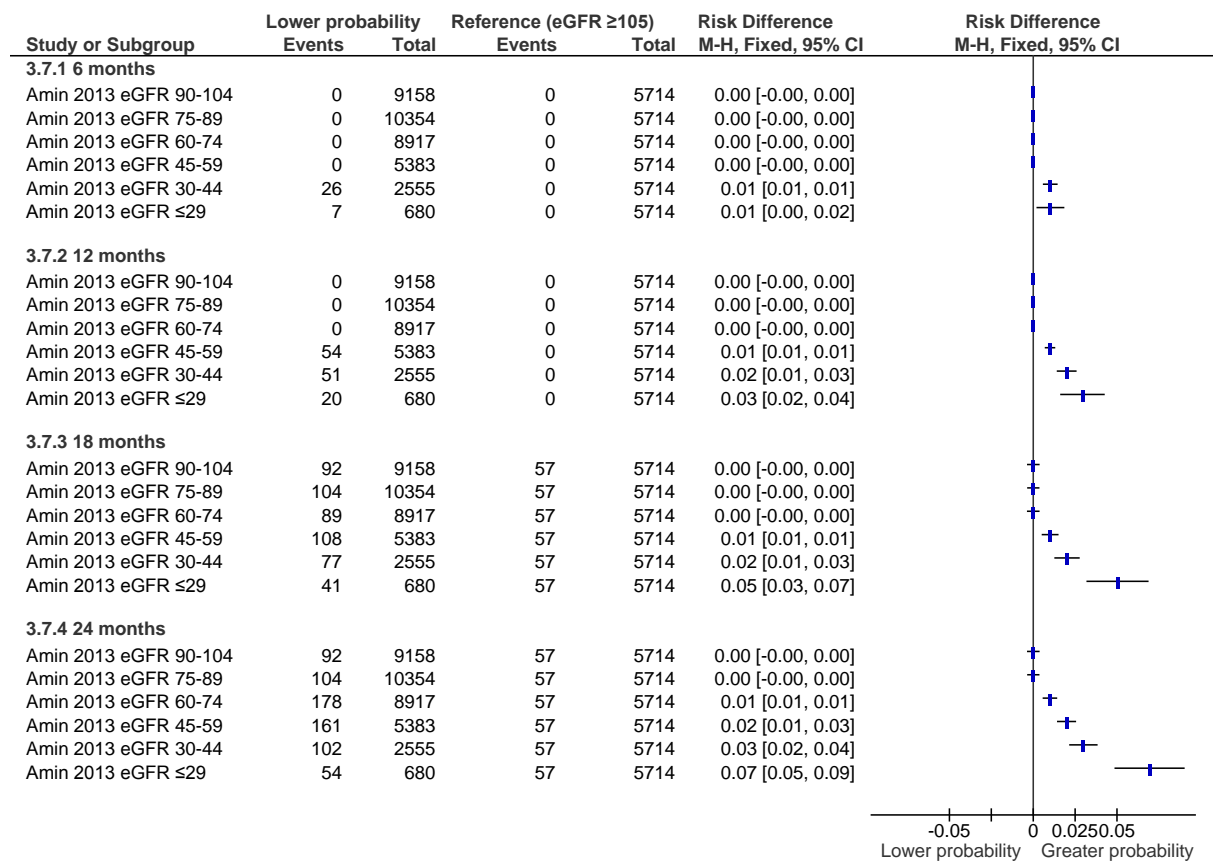 Lower probability Reference (eGFR ≥105) Risk Difference Risk Difference
Study or Subgroup Events Total Events Total M-H, Fixed, 95% CI M-H, Fixed, 95% CI
3.7.1 6 months
Amin 2013 eGFR 90-104 0 9158 0 5714 0.00 [-0.00, 0.00]
Amin 2013 eGFR 75-89 0 10354 0 5714 0.00 [-0.00, 0.00]
Amin 2013 eGFR 60-74 0 8917 0 5714 0.00 [-0.00, 0.00]
Amin 2013 eGFR 45-59 0 5383 0 5714 0.00 [-0.00, 0.00]
Amin 2013 eGFR 30-44 26 2555 0 5714 0.01 [0.01, 0.01]
Amin 2013 eGFR ≤29 7 680 0 5714 0.01 [0.00, 0.02]
3.7.2 12 months
Amin 2013 eGFR 90-104 0 9158 0 5714 0.00 [-0.00, 0.00]
Amin 2013 eGFR 75-89 0 10354 0 5714 0.00 [-0.00, 0.00]
Amin 2013 eGFR 60-74 0 8917 0 5714 0.00 [-0.00, 0.00]
Amin 2013 eGFR 45-59 54 5383 0 5714 0.01 [0.01, 0.01]
Amin 2013 eGFR 30-44 51 2555 0 5714 0.02 [0.01, 0.03]
Amin 2013 eGFR ≤29 20 680 0 5714 0.03 [0.02, 0.04]
3.7.3 18 months
Amin 2013 eGFR 90-104 92 9158 57 5714 0.00 [-0.00, 0.00]
Amin 2013 eGFR 75-89 104 10354 57 5714 0.00 [-0.00, 0.00]
Amin 2013 eGFR 60-74 89 8917 57 5714 0.00 [-0.00, 0.00]
Amin 2013 eGFR 45-59 108 5383 57 5714 0.01 [0.01, 0.01]
Amin 2013 eGFR 30-44 77 2555 57 5714 0.02 [0.01, 0.03]
Amin 2013 eGFR ≤29 41 680 57 5714 0.05 [0.03, 0.07]
3.7.4 24 months
Amin 2013 eGFR 90-104 92 9158 57 5714 0.00 [-0.00, 0.00]
Amin 2013 eGFR 75-89 104 10354 57 5714 0.00 [-0.00, 0.00]
Amin 2013 eGFR 60-74 178 8917 57 5714 0.01 [0.01, 0.01]
Amin 2013 eGFR 45-59 161 5383 57 5714 0.02 [0.01, 0.03]
Amin 2013 eGFR 30-44 102 2555 57 5714 0.03 [0.02, 0.04]
Amin 2013 eGFR ≤29 54 680 57 5714 0.07 [0.05, 0.09]
-0.05 0 0.025 0.05
Lower probability Greater probability